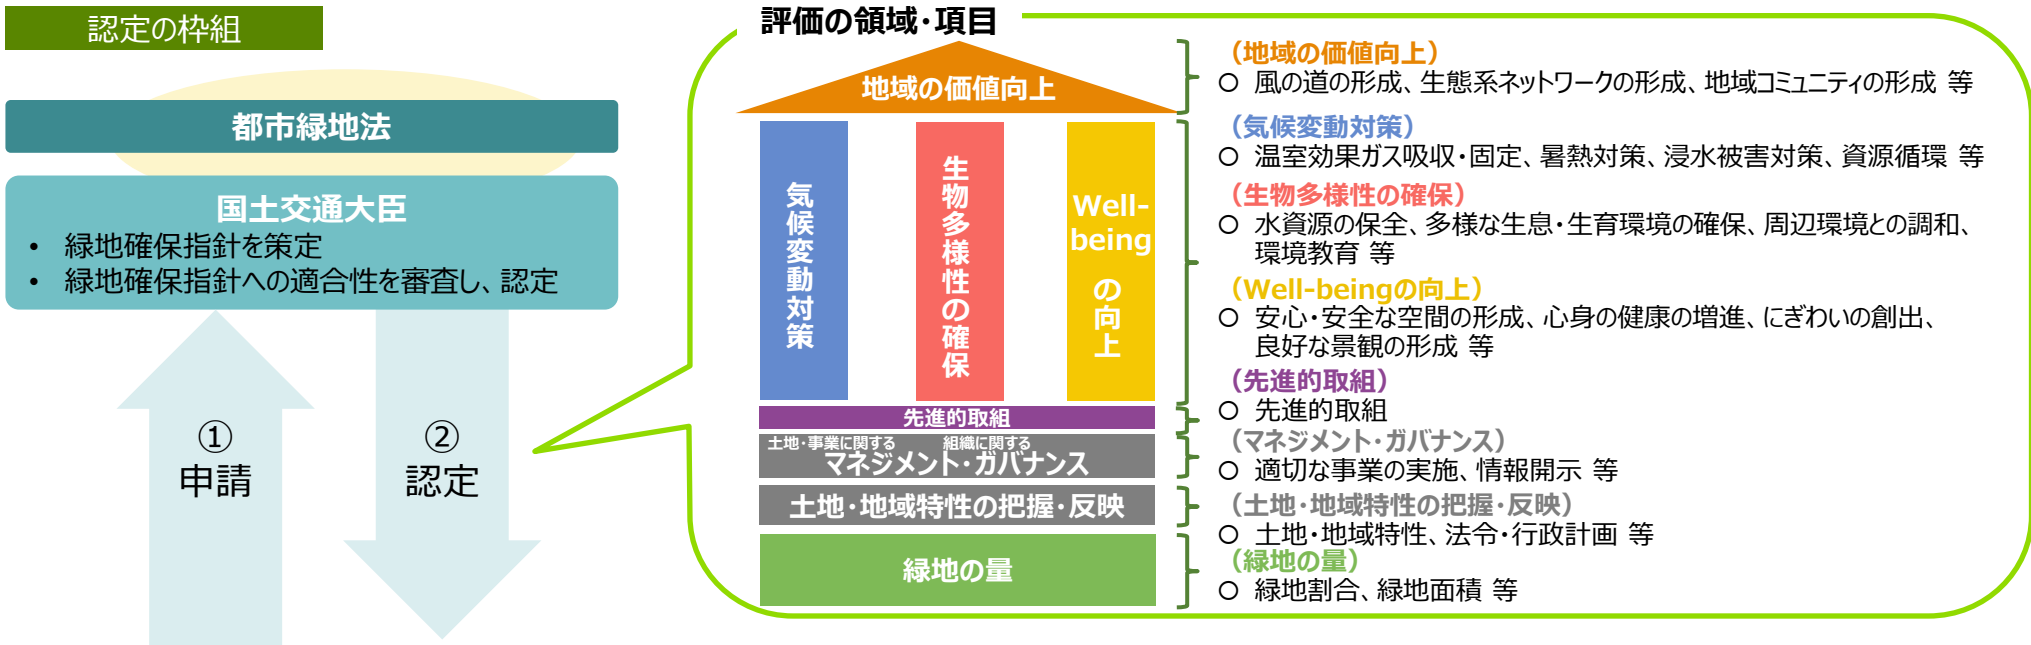 認定の枠組
都市緑地法
国土交通大臣
• 緑地確保指針を策定
• 緑地確保指針への適合性を審査し、認定
①
申請
②
認定
評価の領域・項目
地域の価値向上
気候変動対策
生物多様性の確保
Well-
being
の向上
先進的取組
土地・事業に関する 組織に関する
マネジメント・ガバナンス
土地・地域特性の把握・反映
緑地の量
（地域の価値向上）
○ 風の道の形成、生態系ネットワークの形成、地域コミュニティの形成 等
（気候変動対策）
○ 温室効果ガス吸収・固定、暑熱対策、浸水被害対策、資源循環 等
（生物多様性の確保）
○ 水資源の保全、多様な生息・生育環境の確保、周辺環境との調和、
環境教育 等
（Well-beingの向上）
○ 安心・安全な空間の形成、心身の健康の増進、にぎわいの創出、
良好な景観の形成 等
（先進的取組）
○ 先進的取組
（マネジメント・ガバナンス）
○ 適切な事業の実施、情報開示 等
（土地・地域特性の把握・反映）
○ 土地・地域特性、法令・行政計画 等
（緑地の量）
○ 緑地割合、緑地面積 等